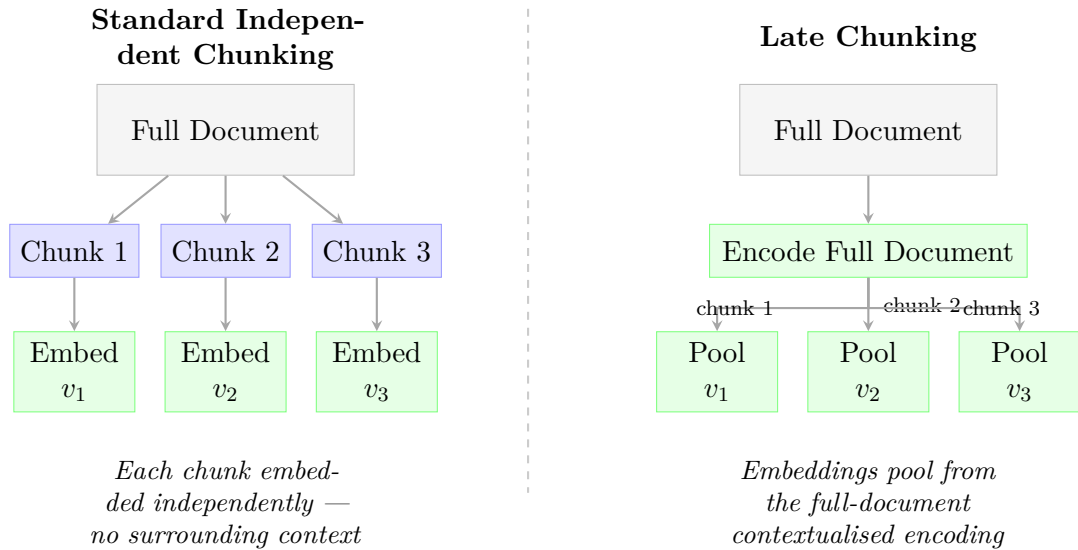 Standard Indepen-
dent Chunking
Full Document
Chunk 1
Chunk 2
Chunk 3
Embed
v1
Embed
v2
Embed
v3
Each chunk embed-
ded independently —
no surrounding context
Late Chunking
Full Document
Encode Full Document
chunk 1
chunk 2
chunk 3
Pool
v1
Pool
v2
Pool
v3
Embeddings pool from
the full-document
contextualised encoding